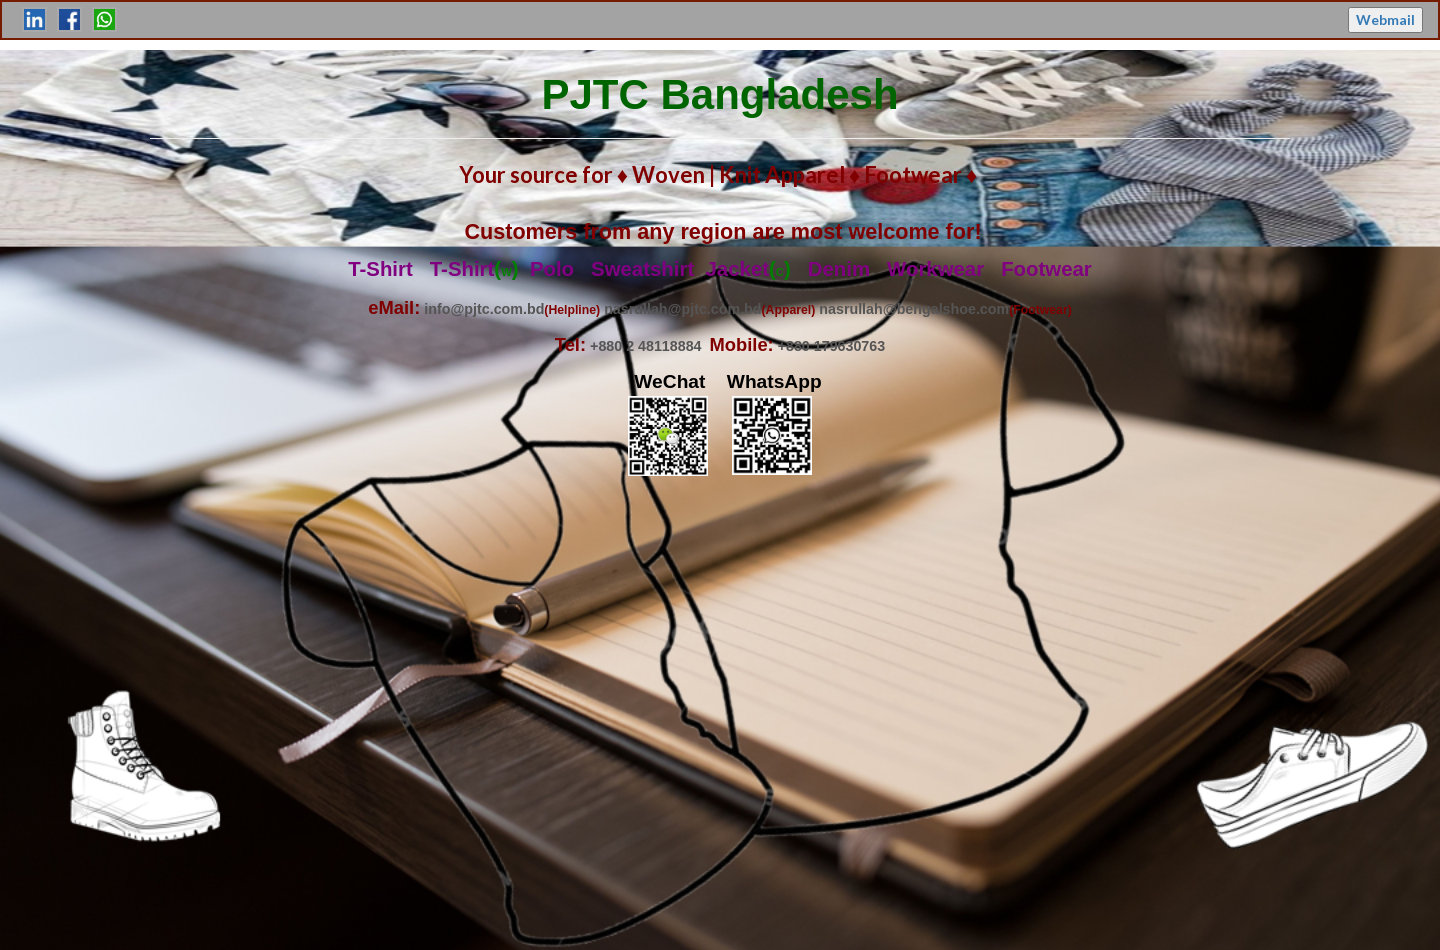 Webmail
PJTC Bangladesh
Your source for ♦ Woven | Knit Apparel ♦ Footwear ♦
Customers from any region are most welcome for!
T-Shirt T-Shirt Polo Sweatshirt Jacket Denim Workwear Footwear
eMail: info@pjtc.com.bd(Helpline) nasrullah@pjtc.com.bd(Apparel) nasrullah@bengalshoe.com(Footwear)
Tel: +880 2 48118884 Mobile: +880 179630763
WeChat WhatsApp